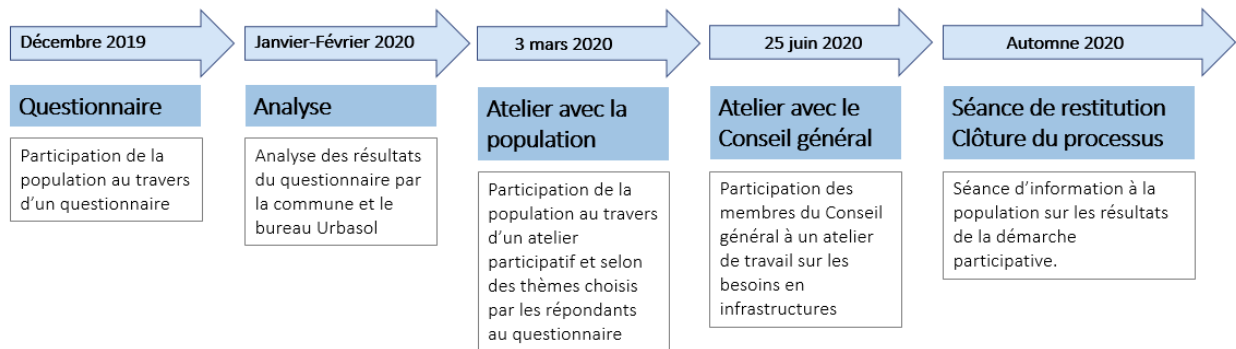 Décembre 2019
Janvier-Février 2020
3 mars 2020
25 juin 2020
Automne 2020
Questionnaire
Participation de la
population au travers
d'un questionnaire
Analyse
Analyse des résultats
du questionnaire par
la commune et le
bureau Urbasol
Atelier avec la
population
Participation de la
population au travers
d'un atelier
participatif et selon
des thèmes choisis
par les répondants
au questionnaire
Atelier avec le
Conseil général
Participation des
membres du Conseil
général à un atelier
de travail sur les
besoins en
infrastructures
Séance de restitution
Clôture du processus
Séance d'information à la
population sur les résultats
de la démarche
participative.